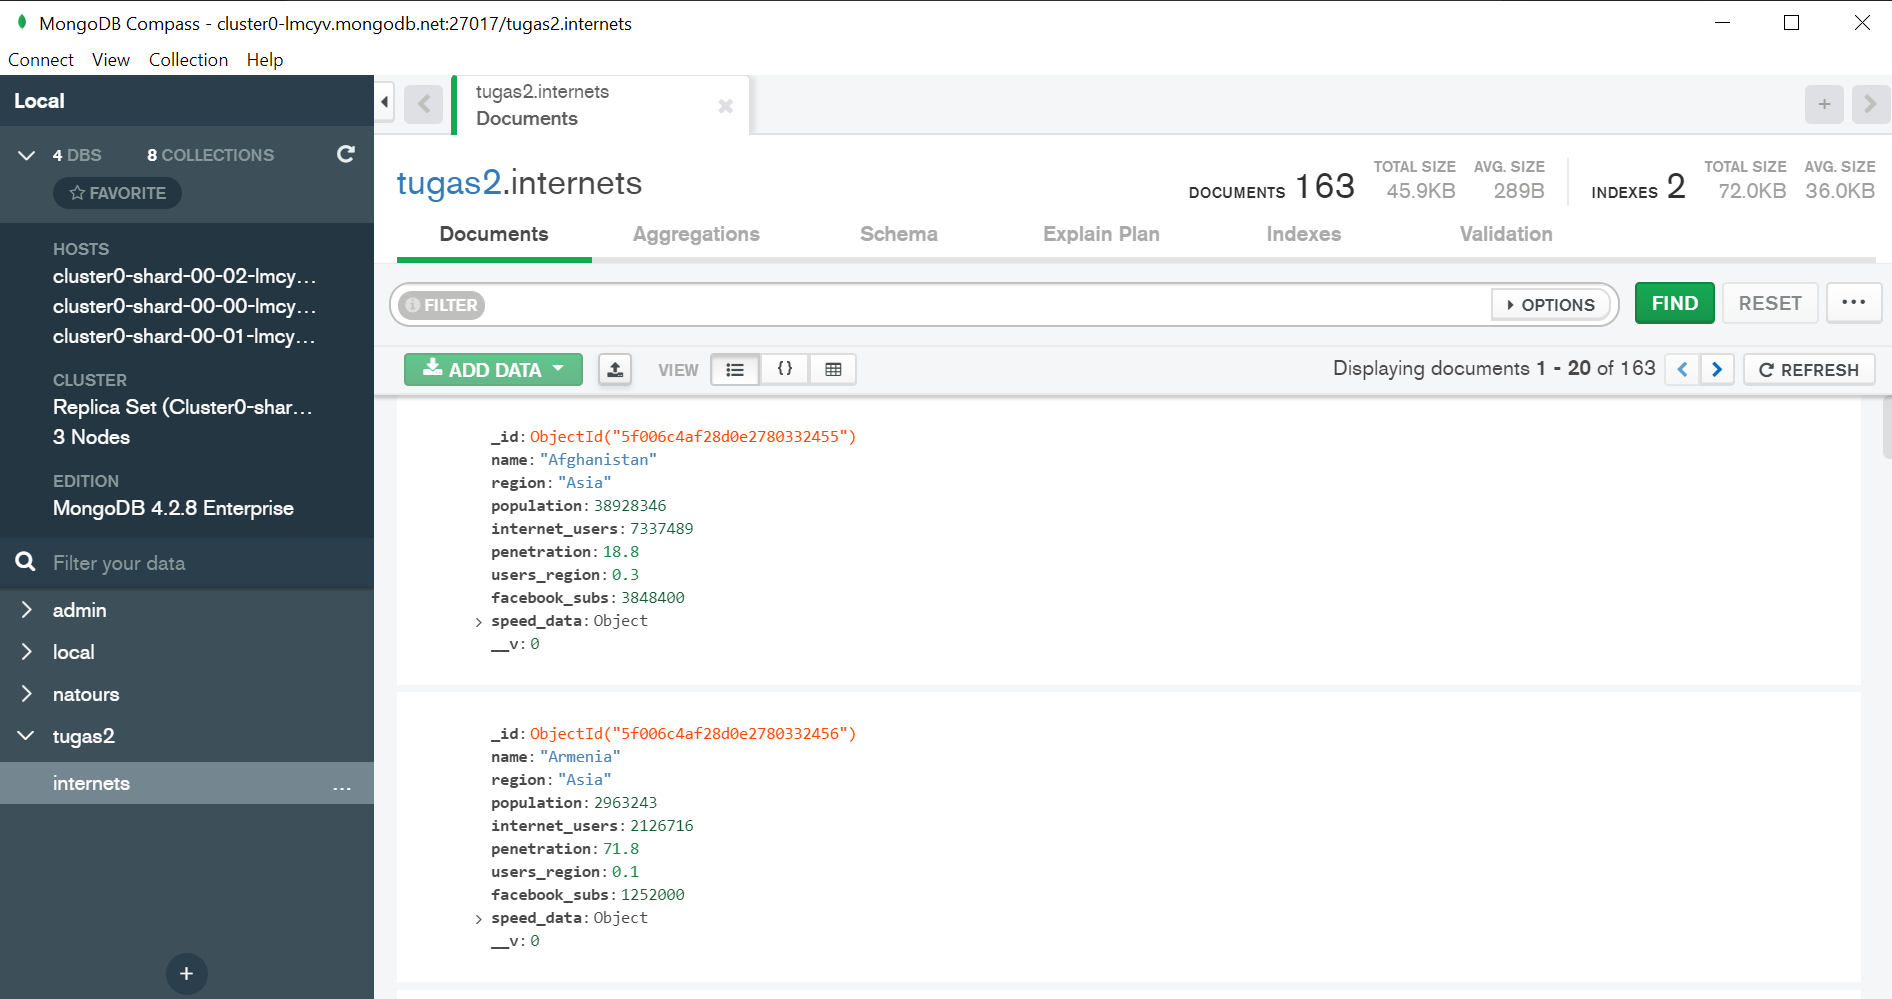 MongoDB Compass - cluster0-lmcyv.mongodb.net:27017/tugas2.internets
Connect View Collection Help
Local
4 DBS 8 COLLECTIONS
FAVORITE
HOSTS
cluster0-shard-00-02-lmcy...
cluster0-shard-00-00-lmcy...
cluster0-shard-00-01-lmcy...
CLUSTER
Replica Set (Cluster0-shar...
3 Nodes
EDITION
MongoDB 4.2.8 Enterprise
Filter your data
admin
local
natours
tugas2
internets ...
+
tugas2.internets
Documents
+
tugas2.internets
DOCUMENTS 163 TOTAL SIZE 45.9KB AVG. SIZE 289B INDEXES 2 TOTAL SIZE 72.0KB AVG. SIZE 36.0KB
Documents Aggregations Schema Explain Plan Indexes Validation
FILTER OPTIONS FIND RESET ...
ADD DATA VIEW {} Displaying documents 1 - 20 of 163 < > REFRESH
_id: ObjectId("5f006c4af28d0e2780332455")
name: "Afghanistan"
region: "Asia"
population: 38928346
internet_users: 7337489
penetration: 18.8
users_region: 0.3
facebook_subs: 3848400
> speed_data: Object
__v: 0
_id: ObjectId("5f006c4af28d0e2780332456")
name: "Armenia"
region: "Asia"
population: 2963243
internet_users: 2126716
penetration: 71.8
users_region: 0.1
facebook_subs: 1252000
> speed_data: Object
__v: 0